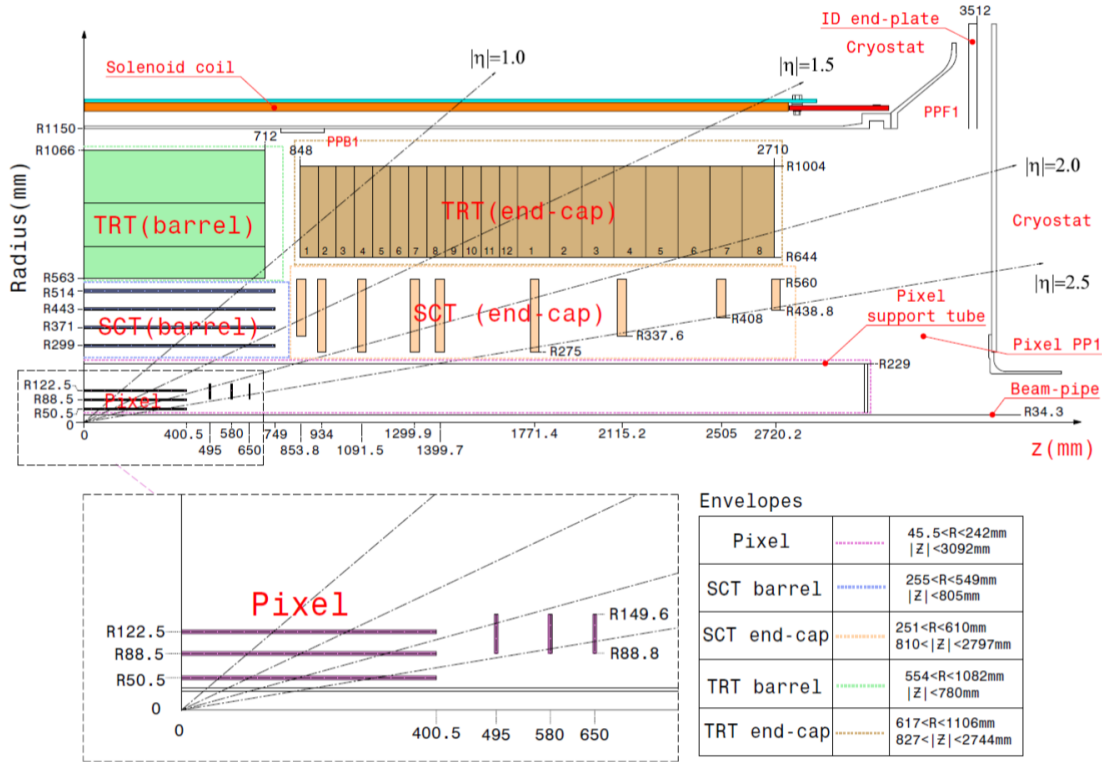 ID end-plate
3512
Cryostat
|η|=1.0
|η|=1.5
Solenoid coil
PPF1
R1150
712
PPB1
R1066
848
2710
R1004
|η|=2.0
TRT(barrel)
TRT(end-cap)
Cryostat
Radius(mm)
1 2 3 4 5 6 7 8 9 10 11 12 1 2 3 4 5 6 7 8
R644
R563
R560
|η|=2.5
R514
R443
R438.8
Pixel
support tube
SCT(barrel)
SCT (end-cap)
R408
R371
R337.6
R299
R275
Pixel PP1
R229
R122.5
R88.5
R50.5
Pixel
Beam-pipe
R34.3
0
0
400.5
580
749
934
1299.9
1771.4
2115.2
2505
2720.2
495
650
853.8
1091.5
1399.7
z(mm)
Pixel
R122.5
R88.5
R50.5
0
R149.6
R88.8
0
400.5
495
580
650
Envelopes
Pixel
45.5<R<242mm
|Z|<3092mm
SCT barrel
255<R<549mm
|Z|<805mm
SCT end-cap
251<R<610mm
810<|Z|<2797mm
TRT barrel
554<R<1082mm
|Z|<780mm
TRT end-cap
617<R<1106mm
827<|Z|<2744mm